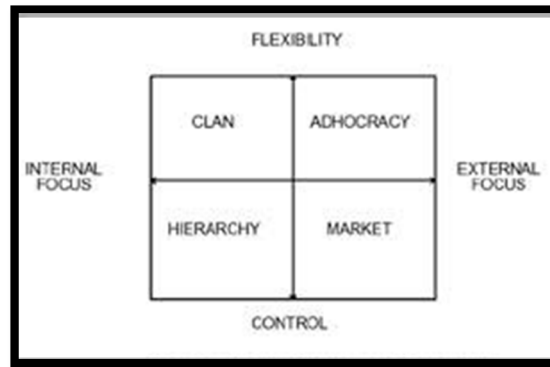 FLEXIBILITY
CLAN
ADHOCRACY
INTERNAL
FOCUS
EXTERNAL
FOCUS
HIERARCHY
MARKET
CONTROL